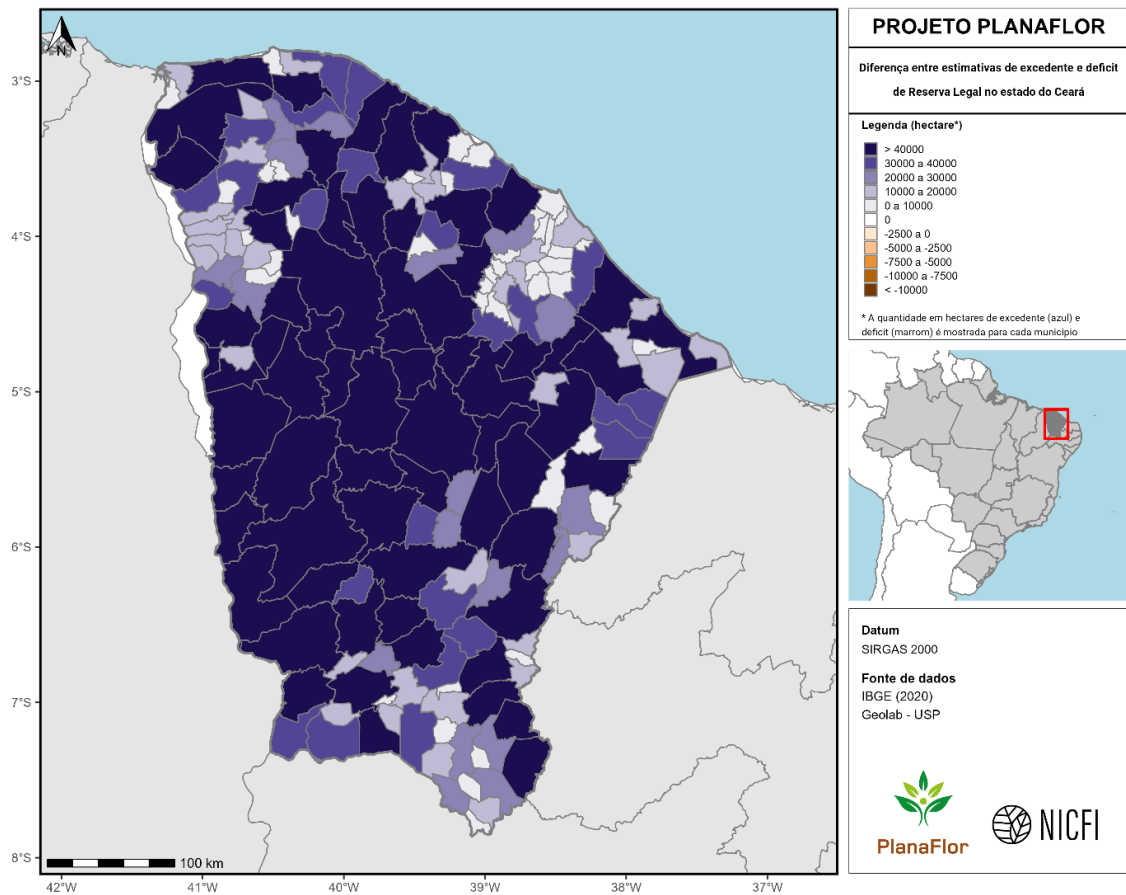 N
3°S
4°S
5°S
6°S
7°S
8°S
100 km
42°W
41°W
40°W
39°W
38°W
37°W
PROJETO PLANAFLOR
Diferença entre estimativas de excedente e deficit
de Reserva Legal no estado do Ceará
Legenda (hectare*)
> 40000
30000 a 40000
20000 a 30000
10000 a 20000
0 a 10000
0
-2500 a 0
-5000 a -2500
-7500 a -5000
-10000 a -7500
< -10000
* A quantidade em hectares de excedente (azul) e
deficit (marrom) é mostrada para cada município
Datum
SIRGAS 2000
Fonte de dados
IBGE (2020)
Geolab - USP
PlanaFlor
NICFI